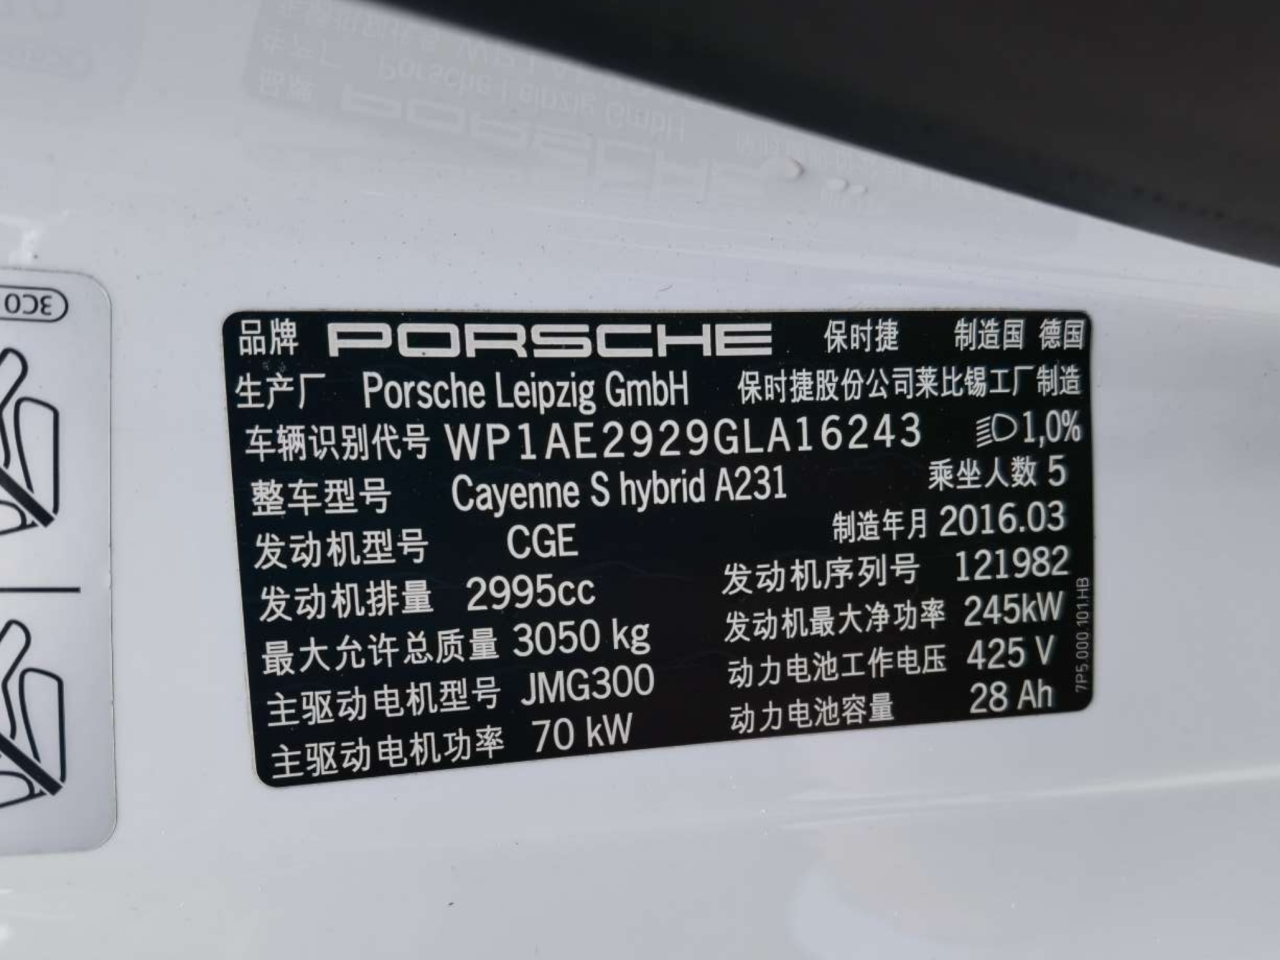 3C0
品牌 PORSCHE 保时捷 制造国 德国
生产厂 Porsche Leipzig GmbH 保时捷股份公司莱比锡工厂制造
车辆识别代号 WP1AE2929GLA16243 1,0%
整车型号 Cayenne S hybrid A231 乘坐人数 5
发动机型号 CGE 制造年月 2016.03
发动机排量 2995cc 发动机序列号 121982
最大允许总质量 3050 kg 发动机最大净功率 245kW
主驱动电机型号 JMG300 动力电池工作电压 425 V
主驱动电机功率 70 kW 动力电池容量 28 Ah
7P5.000.101.HB